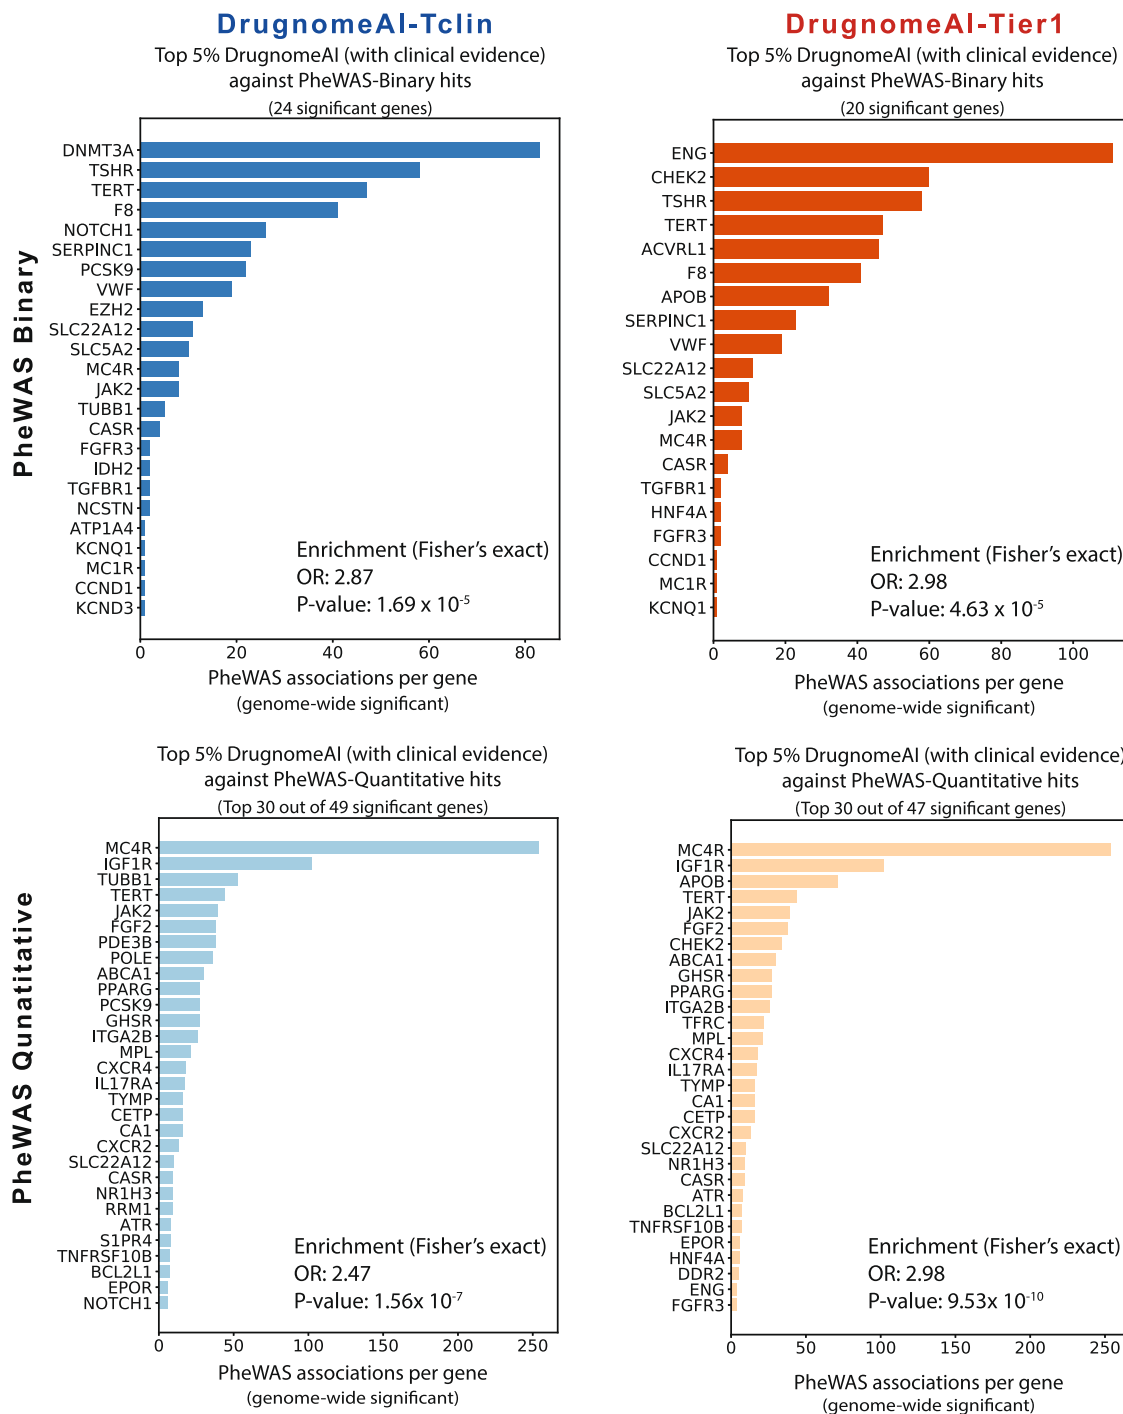 DrugnomeAI-Tclin
Top 5% DrugnomeAI (with clinical evidence)
against PheWAS-Binary hits
(24 significant genes)
PheWAS Binary
DNMT3A
TSHR
TERT
F8
NOTCH1
SERPINC1
PCSK9
VWF
EZH2
SLC22A12
SLC5A2
MC4R
JAK2
TUBB1
CASR
FGFR3
IDH2
TGFBR1
NCSTN
ATP1A4
KCNQ1
MC1R
CCND1
KCND3
Enrichment (Fisher's exact)
OR: 2.87
P-value: 1.69 x 10⁻⁵
0 20 40 60 80
PheWAS associations per gene
(genome-wide significant)
DrugnomeAI-Tier1
Top 5% DrugnomeAI (with clinical evidence)
against PheWAS-Binary hits
(20 significant genes)
ENG
CHEK2
TSHR
TERT
ACVRL1
F8
APOB
SERPINC1
VWF
SLC22A12
SLC5A2
JAK2
MC4R
CASR
TGFBR1
HNF4A
FGFR3
CCND1
MC1R
KCNQ1
Enrichment (Fisher's exact)
OR: 2.98
P-value: 4.63 x 10⁻⁵
0 20 40 60 80 100
PheWAS associations per gene
(genome-wide significant)
Top 5% DrugnomeAI (with clinical evidence)
against PheWAS-Quantitative hits
(Top 30 out of 49 significant genes)
PheWAS Qunatitative
MC4R
IGF1R
TUBB1
TERT
JAK2
FGF2
PDE3B
POLE
ABCA1
PPARG
PCSK9
GHSR
ITGA2B
MPL
CXCR4
IL17RA
TYMP
CETP
CA1
CXCR2
SLC22A12
CASR
NR1H3
RRM1
ATR
S1PR4
TNFRSF10B
BCL2L1
EPOR
NOTCH1
Enrichment (Fisher's exact)
OR: 2.47
P-value: 1.56x 10⁻⁷
0 50 100 150 200 250
PheWAS associations per gene
(genome-wide significant)
Top 5% DrugnomeAI (with clinical evidence)
against PheWAS-Quantitative hits
(Top 30 out of 47 significant genes)
MC4R
IGF1R
APOB
TERT
JAK2
FGF2
CHEK2
ABCA1
GHSR
PPARG
ITGA2B
TFRC
MPL
CXCR4
IL17RA
TYMP
CA1
CETP
CXCR2
SLC22A12
NR1H3
CASR
ATR
BCL2L1
TNFRSF10B
EPOR
HNF4A
DDR2
ENG
FGFR3
Enrichment (Fisher's exact)
OR: 2.98
P-value: 9.53x 10⁻¹⁰
0 50 100 150 200 250
PheWAS associations per gene
(genome-wide significant)